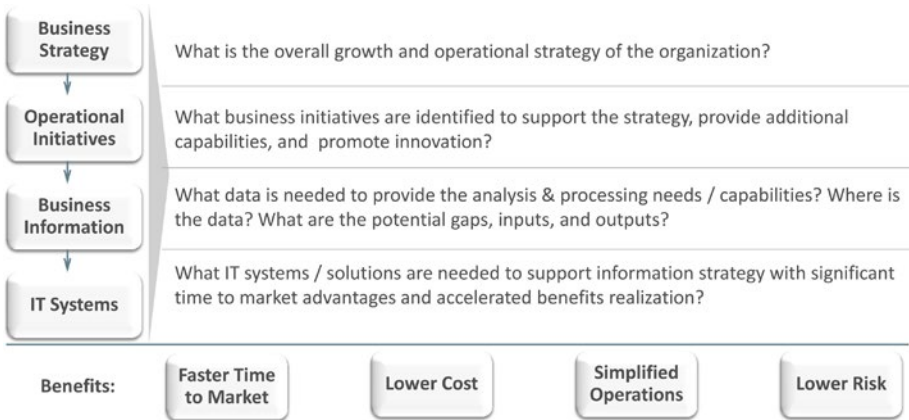 Business
Strategy
What is the overall growth and operational strategy of the organization?
Operational
Initiatives
What business initiatives are identified to support the strategy, provide additional
capabilities, and  promote innovation?
Business
Information
What data is needed to provide the analysis & processing needs / capabilities? Where is
the data? What are the potential gaps, inputs, and outputs?
IT Systems
What IT systems / solutions are needed to support information strategy with significant
time to market advantages and accelerated benefits realization?
Benefits:
Faster Time
to Market
Lower Cost
Simplified
Operations
Lower Risk